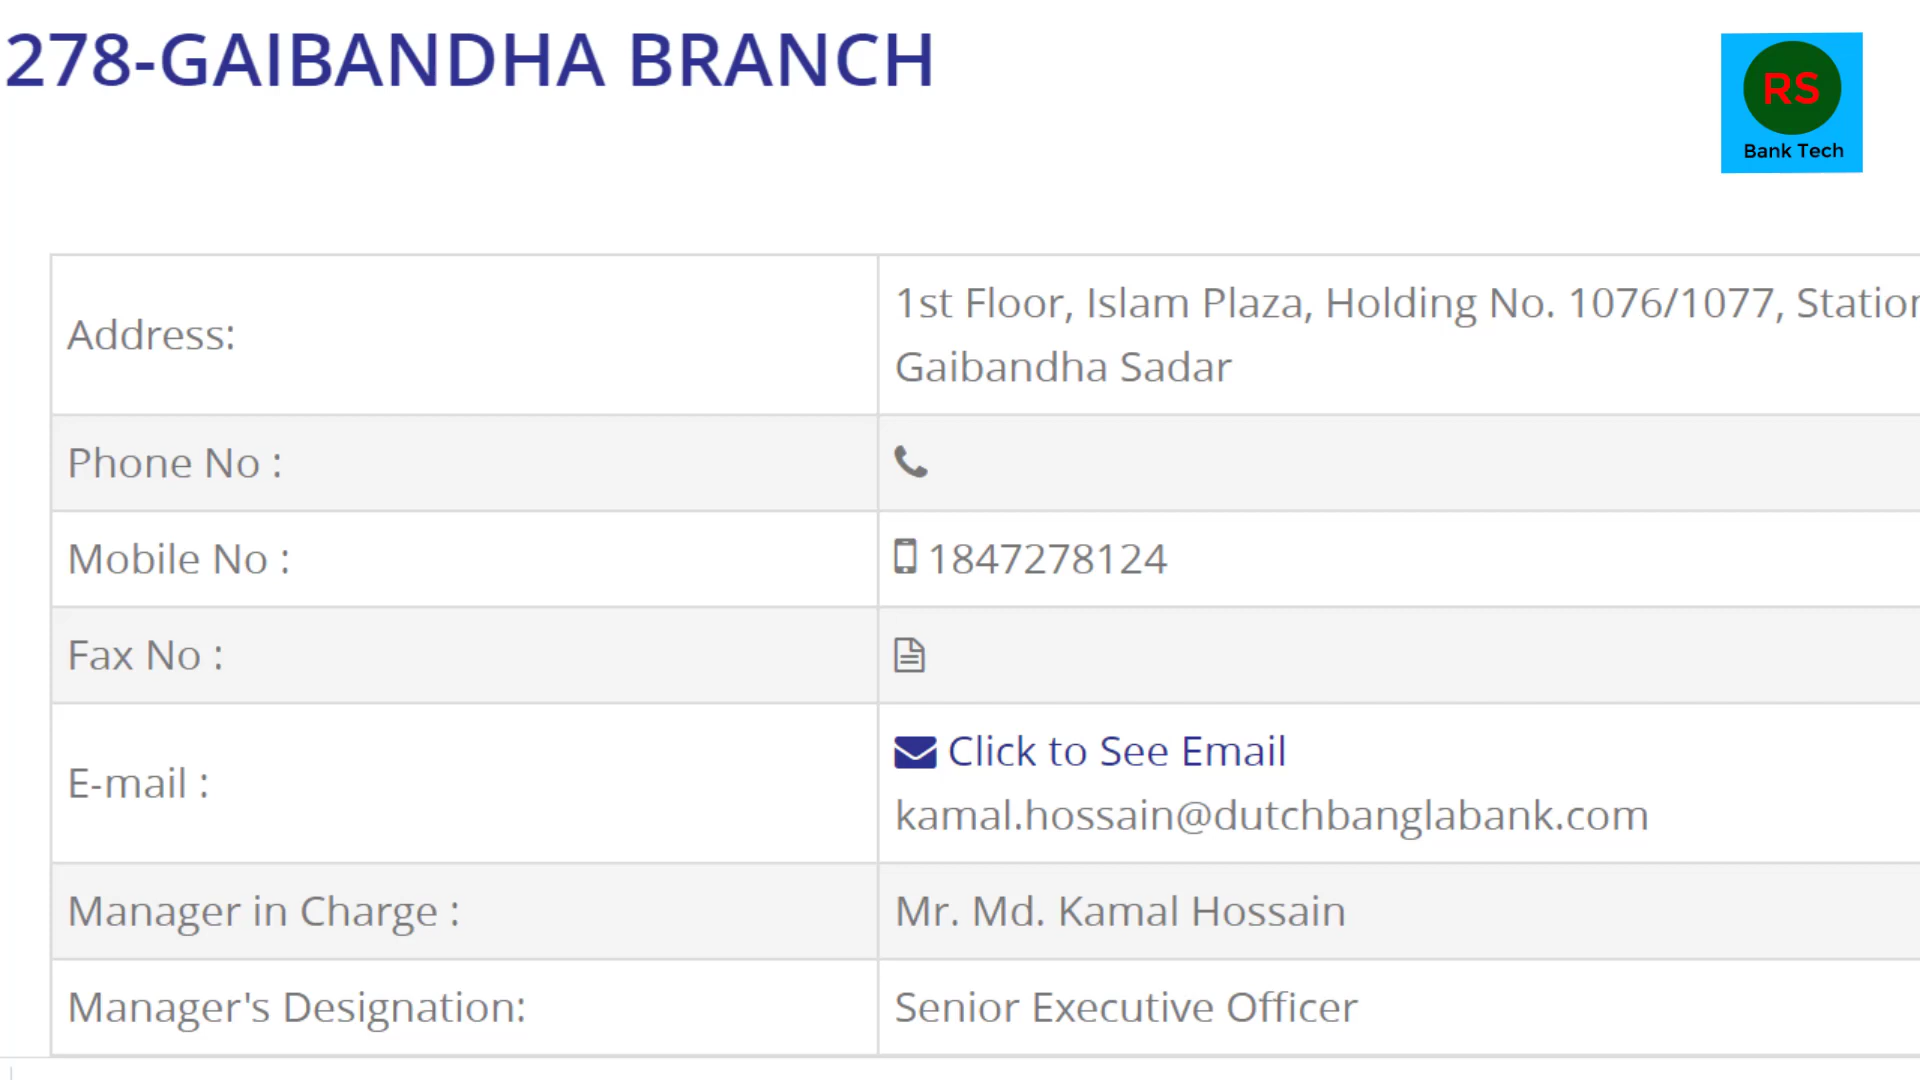 278-GAIBANDHA BRANCH
RS
Bank Tech
Address:
1st Floor, Islam Plaza, Holding No. 1076/1077, Station
Gaibandha Sadar
Phone No :
Mobile No :
1847278124
Fax No :
E-mail :
Click to See Email
kamal.hossain@dutchbanglabank.com
Manager in Charge :
Mr. Md. Kamal Hossain
Manager's Designation:
Senior Executive Officer